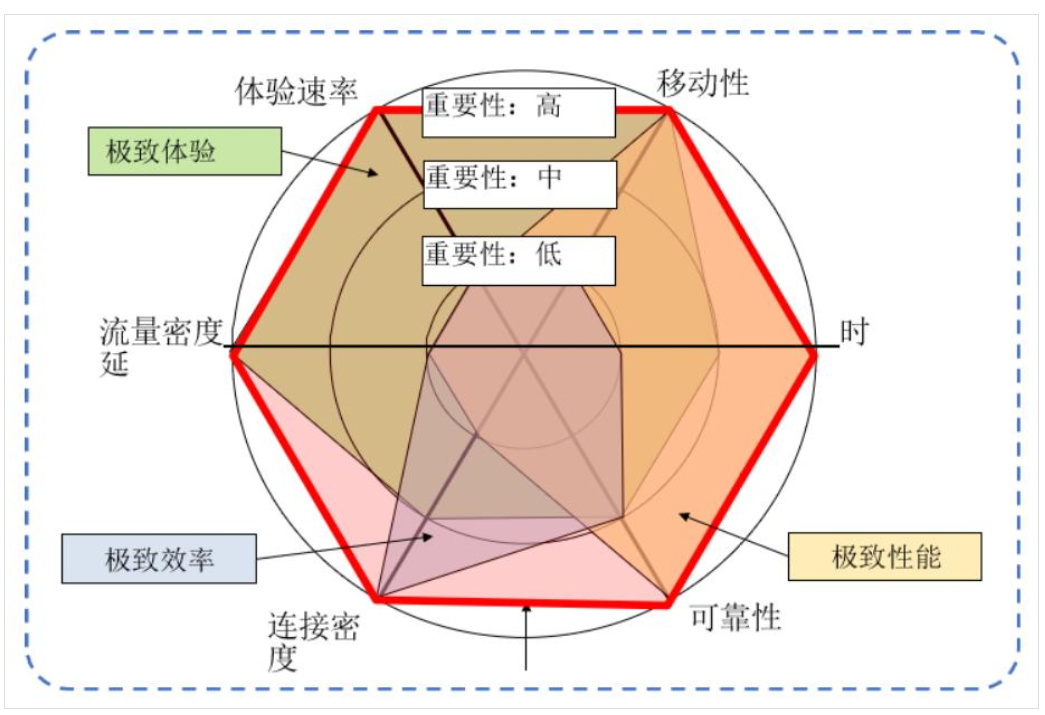 体验速率
移动性
重要性：高
极致体验
重要性：中
重要性：低
流量密度
延
时
极致效率
极致性能
连接密
度
可靠性